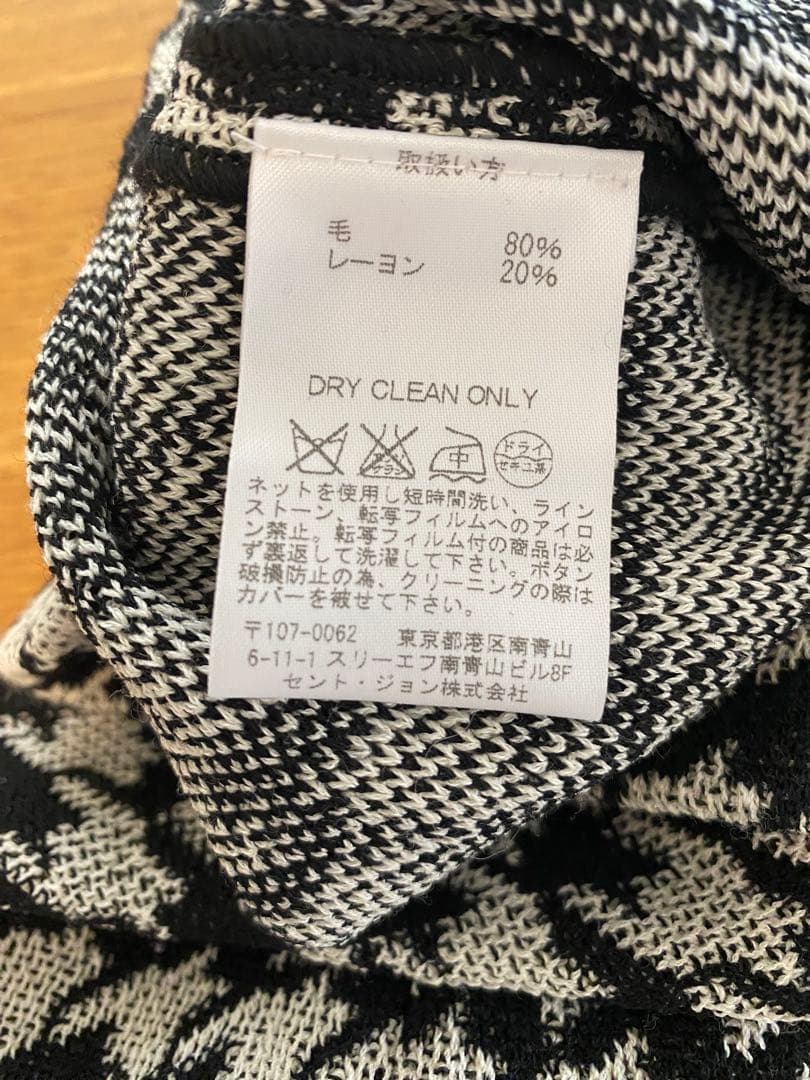 取扱い方
毛 80%
レーヨン 20%
DRY CLEAN ONLY
中 ドライ
セキユ系
ネットを使用し短時間洗い、ライン
ストーン、転写フィルムへのアイロ
ン禁止。転写フィルム付の商品は必
ず裏返して洗濯して下さい。ボタン
破損防止の為、クリーニングの際は
カバーを被せて下さい。
〒107-0062 東京都港区南青山
6-11-1 スリーエフ南青山ビル8F
セント・ジョン株式会社